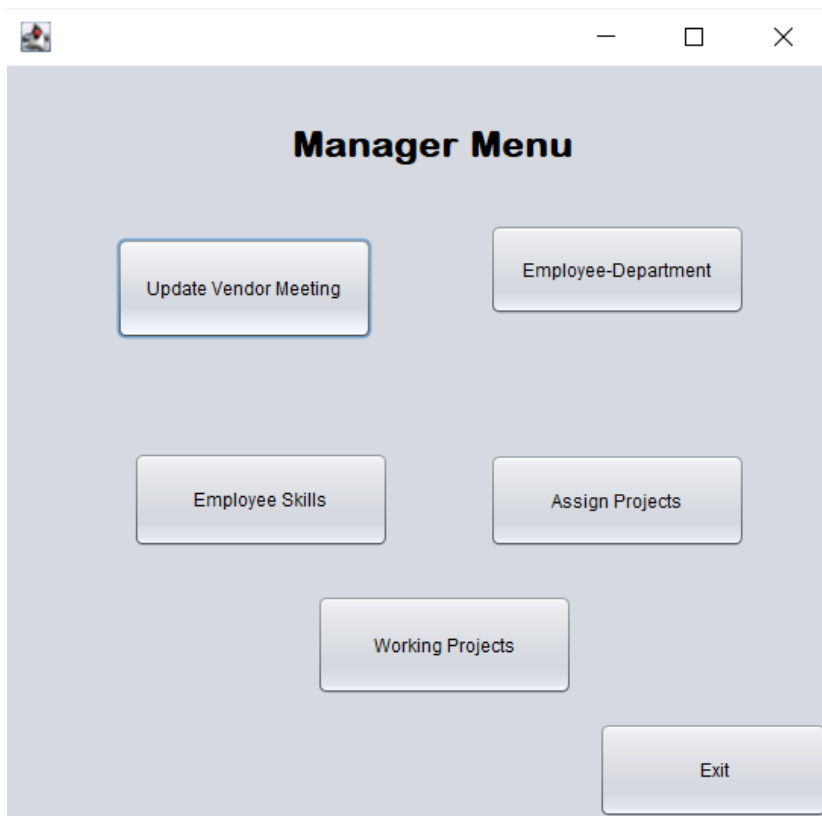 Manager Menu
Update Vendor Meeting
Employee-Department
Employee Skills
Assign Projects
Working Projects
Exit